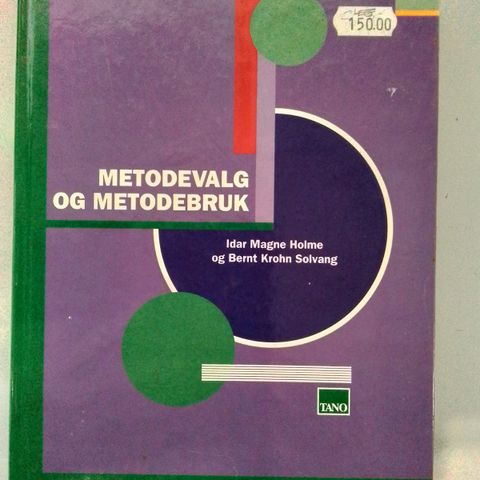 150.00
METODEVALG
OG METODEBRUK
Idar Magne Holme
og Bernt Krohn Solvang
TANO